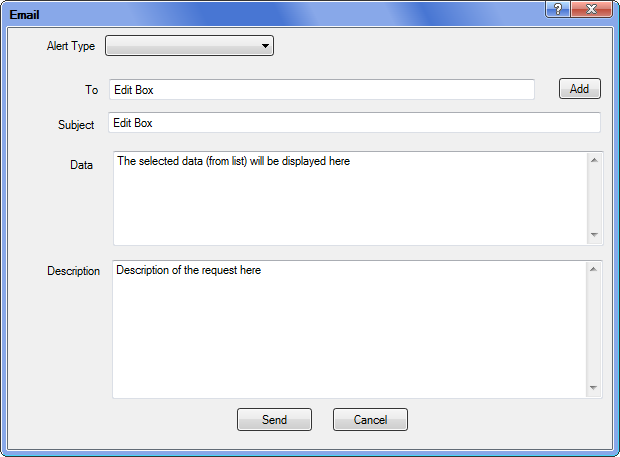 Email
?
X
Alert Type
To
Edit Box
Add
Subject
Edit Box
Data
The selected data (from list) will be displayed here
Description
Description of the request here
Send
Cancel